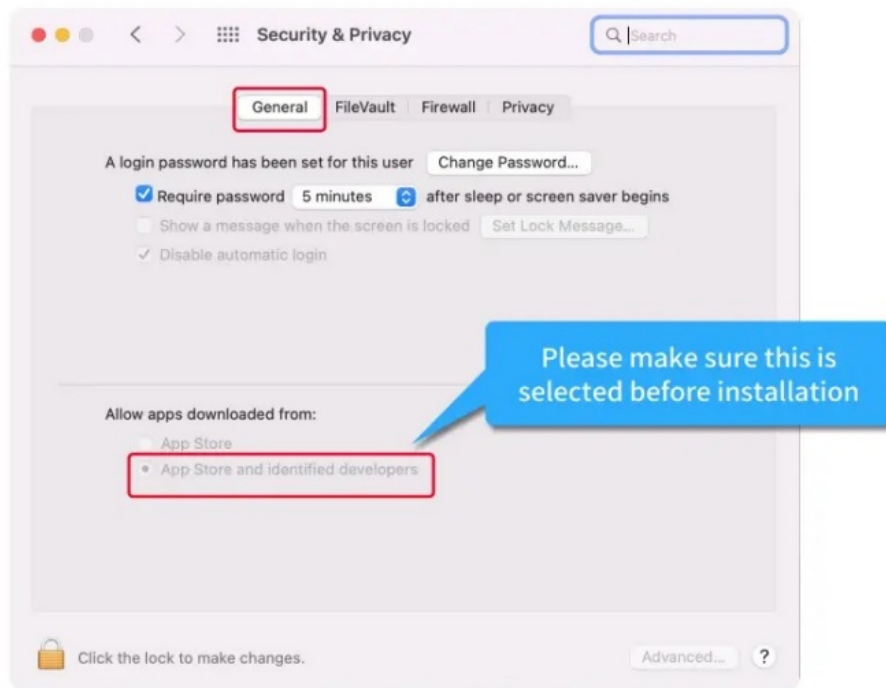 Security & Privacy
Search
General FileVault Firewall Privacy
A login password has been set for this user Change Password...
Require password 5 minutes after sleep or screen saver begins
Show a message when the screen is locked Set Lock Message...
Disable automatic login
Please make sure this is
selected before installation
Allow apps downloaded from:
App Store
App Store and identified developers
Click the lock to make changes. Advanced... ?